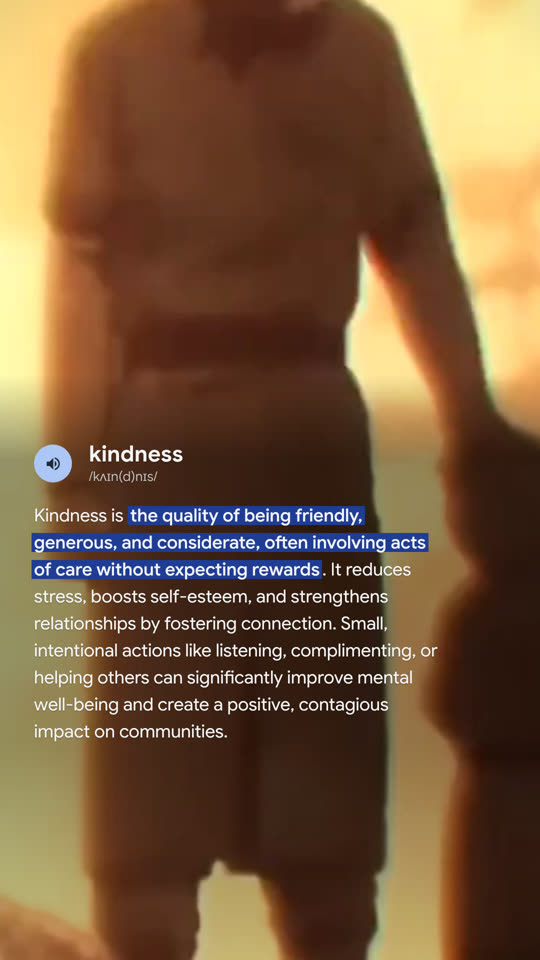 kindness
/kʌɪn(d)nɪs/
Kindness is the quality of being friendly,
generous, and considerate, often involving acts
of care without expecting rewards. It reduces
stress, boosts self-esteem, and strengthens
relationships by fostering connection. Small,
intentional actions like listening, complimenting, or
helping others can significantly improve mental
well-being and create a positive, contagious
impact on communities.